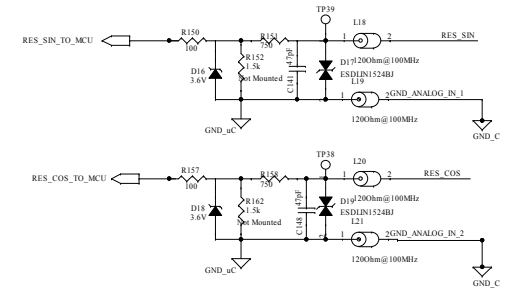 TP39
L18
R150
R151
RES_SIN_TO_MCU
1
2
RES_SIN
100
750
R152
1.5k
Not Mounted
47pF
C141
D17
120Ohm@100MHz
ESDLIN1524BJ
D16
3.6V
L19
1
2
GND_ANALOG_IN_1
120Ohm@100MHz
GND_uC
GND_C
TP38
L20
R157
R158
RES_COS_TO_MCU
1
2
RES_COS
100
750
R162
1.5k
Not Mounted
47pF
C148
D19
120Ohm@100MHz
ESDLIN1524BJ
D18
3.6V
L21
1
2
GND_ANALOG_IN_2
120Ohm@100MHz
GND_uC
GND_C